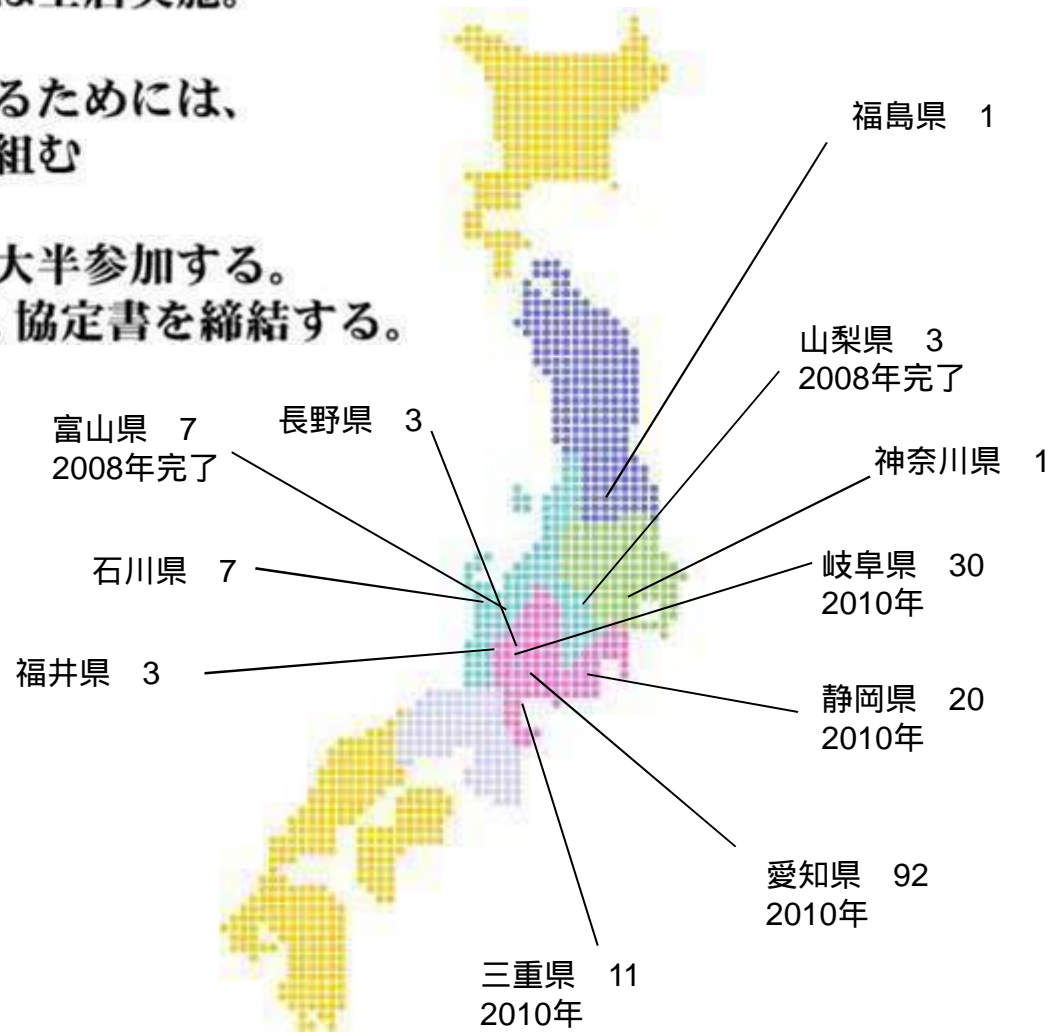 は全店実施。
るためには、
組む
大半参加する。
協定書を締結する。
福島県　1
山梨県　3
2008年完了
長野県　3
富山県　7
2008年完了
神奈川県　1
石川県　7
岐阜県　30
2010年
福井県　3
静岡県　20
2010年
愛知県　92
2010年
三重県　11
2010年